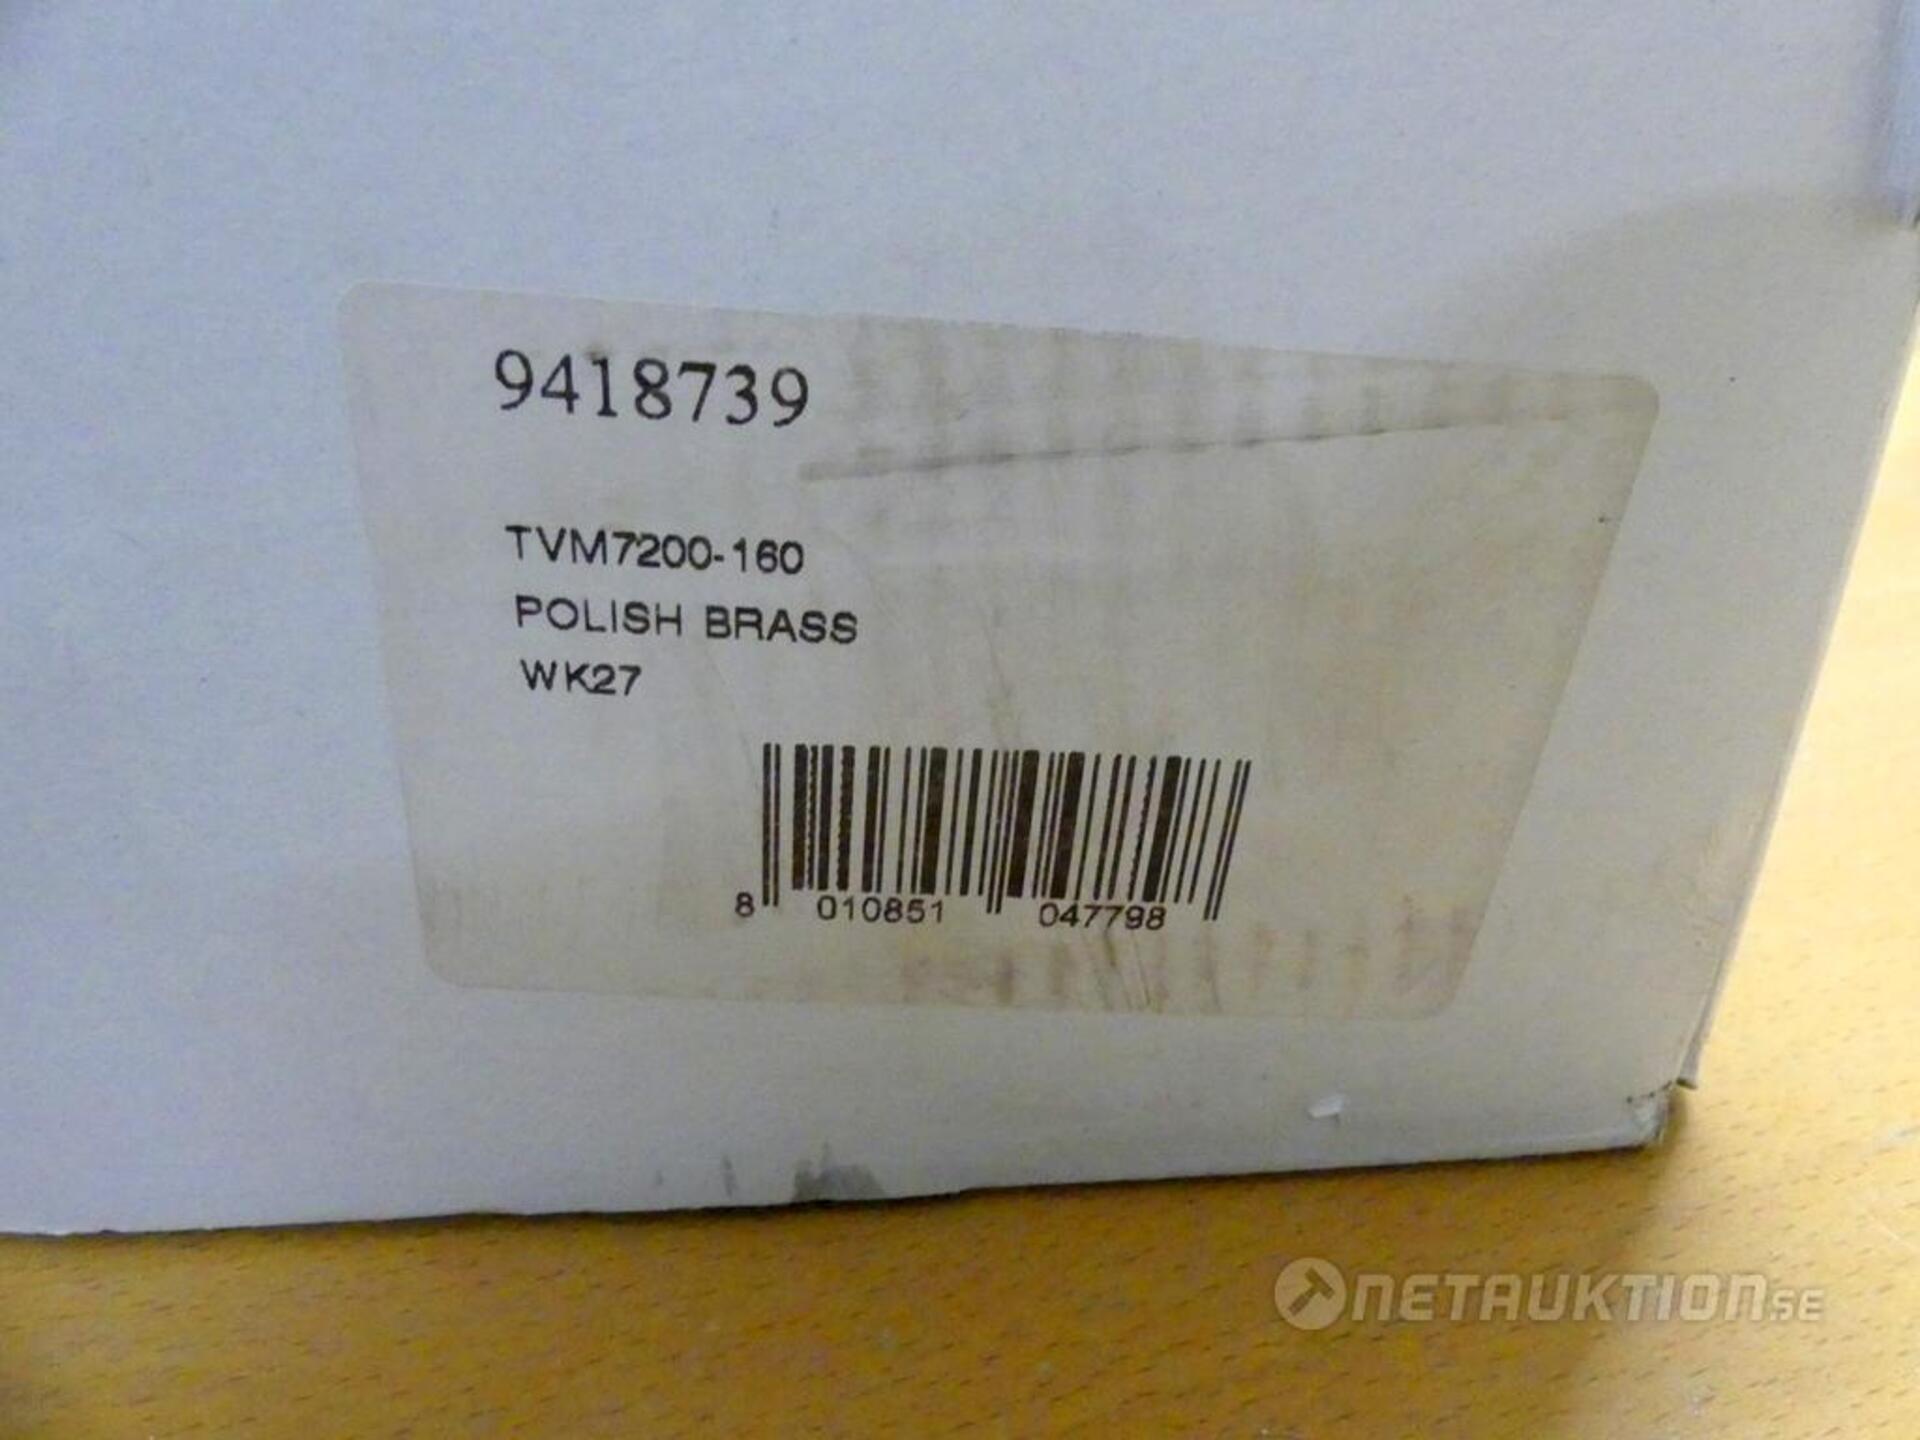 9418739
TVM7200-160
POLISH BRASS
WK27
8 010851 047798
NETAUKTION.SE